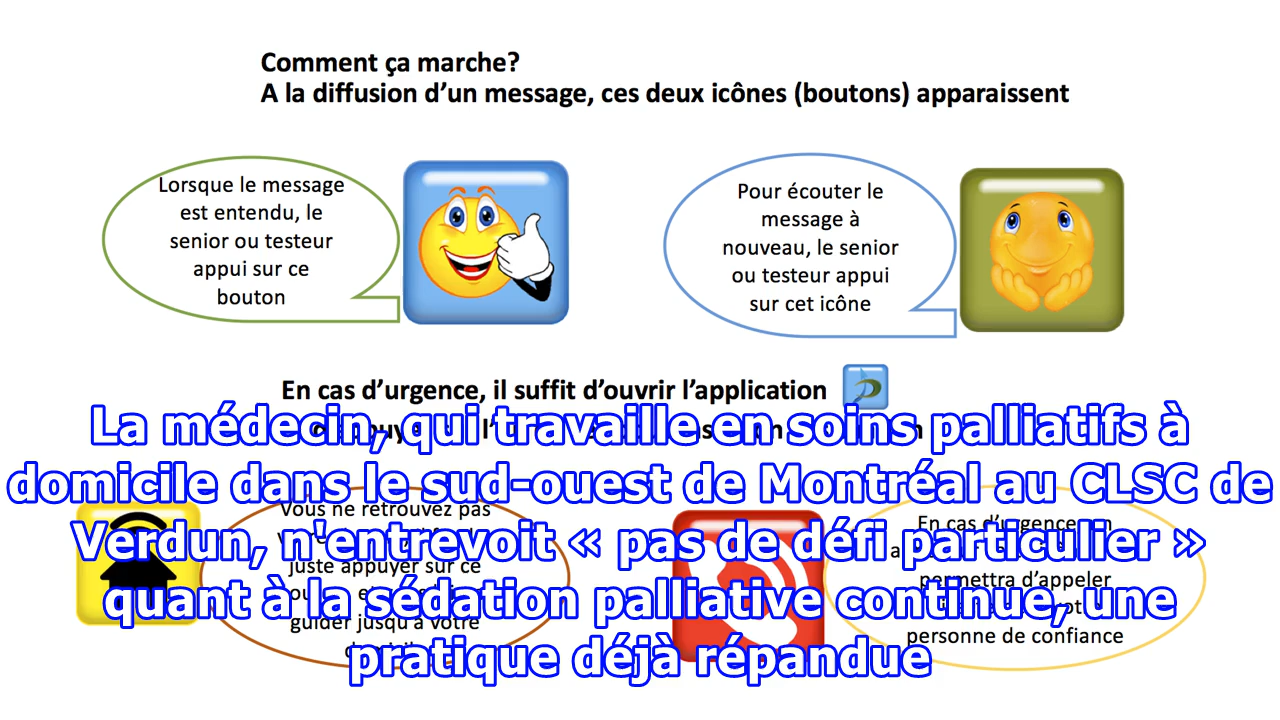 Comment ça marche?
A la diffusion d'un message, ces deux icônes (boutons) apparaissent
Lorsque le message
est entendu, le
senior ou testeur
appui sur ce
bouton
Pour écouter le
message à
nouveau, le senior
ou testeur appui
sur cet icône
En cas d'urgence, il suffit d'ouvrir l'application
La médecin, qui travaille en soins palliatifs à
domicile dans le sud-ouest de Montréal au CLSC de
Verdun, n'entrevoit « pas de défi particulier »
quant à la sédation palliative continue, une
pratique déjà répandue
Vous ne retrouvez pas
juste appuyer sur ce
guider jusqu'à votre
En cas d'urgence
permettra d'appeler
personne de confiance